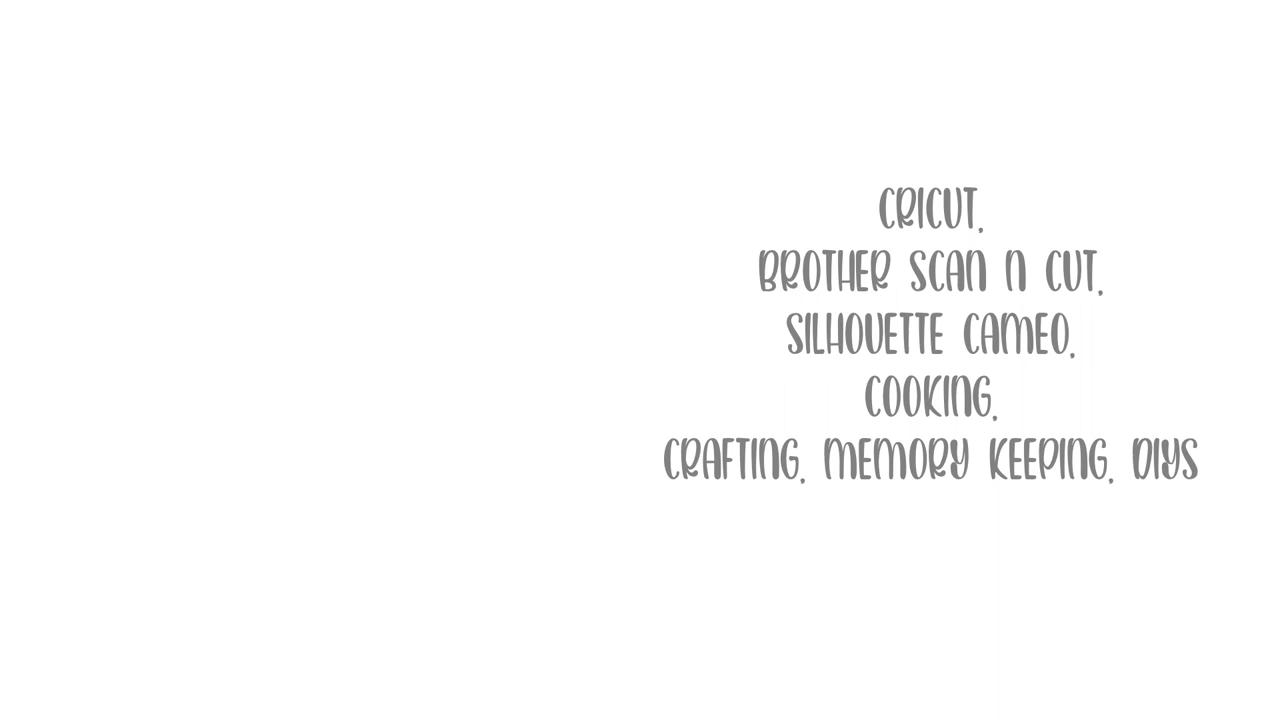 CRICUT,
BROTHER SCAN N CUT,
SILHOUETTE CAMEO,
COOKING,
CRAFTING, MEMORY KEEPING, DIYS